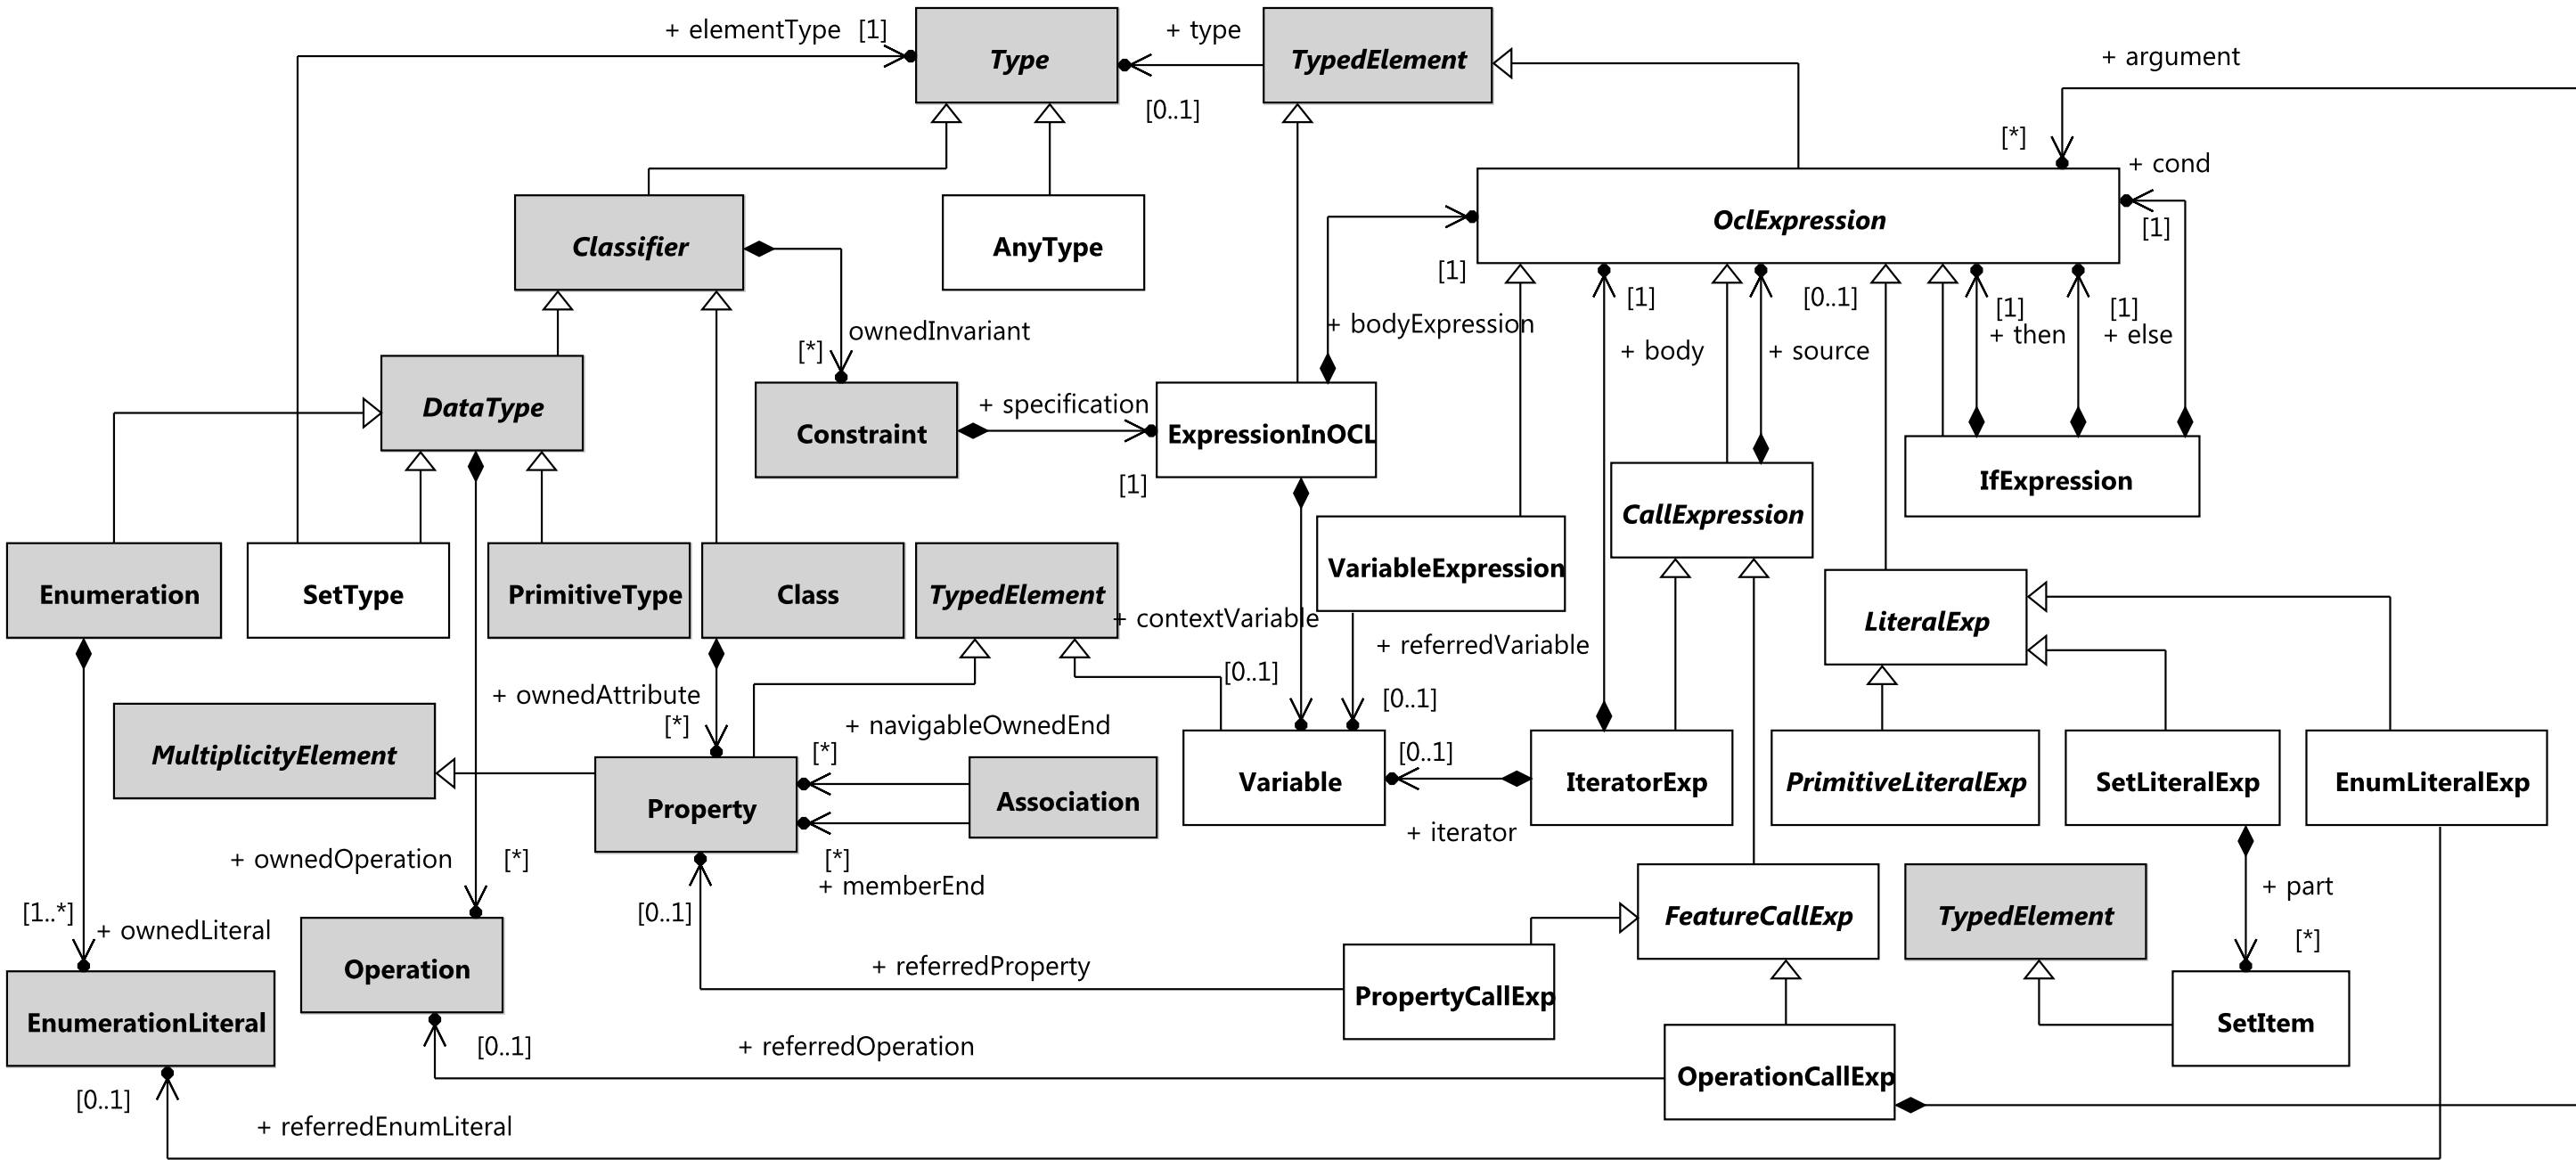 + elementType [1]
Type
+ type
[0..1]
TypedElement
+ argument
[*]
+ cond
[1]
Classifier
AnyType
OclExpression
ownedInvariant
[*]
[1]
+ bodyExpression
[1]
+ body
[0..1]
+ source
[1]
+ then
[1]
+ else
DataType
Constraint
+ specification
[1]
ExpressionInOCL
CallExpression
IfExpression
Enumeration
SetType
PrimitiveType
Class
TypedElement
+ contextVariable
[0..1]
VariableExpression
+ referredVariable
[0..1]
LiteralExp
+ ownedAttribute
[*]
MultiplicityElement
Property
+ navigableOwnedEnd
[*]
Association
[*]
+ memberEnd
Variable
[0..1]
+ iterator
IteratorExp
PrimitiveLiteralExp
SetLiteralExp
EnumLiteralExp
+ ownedOperation
[*]
[1..*]
+ ownedLiteral
[0..1]
+ referredProperty
FeatureCallExp
TypedElement
+ part
[*]
Operation
PropertyCallExp
EnumerationLiteral
SetItem
[0..1]
+ referredOperation
OperationCallExp
[0..1]
+ referredEnumLiteral